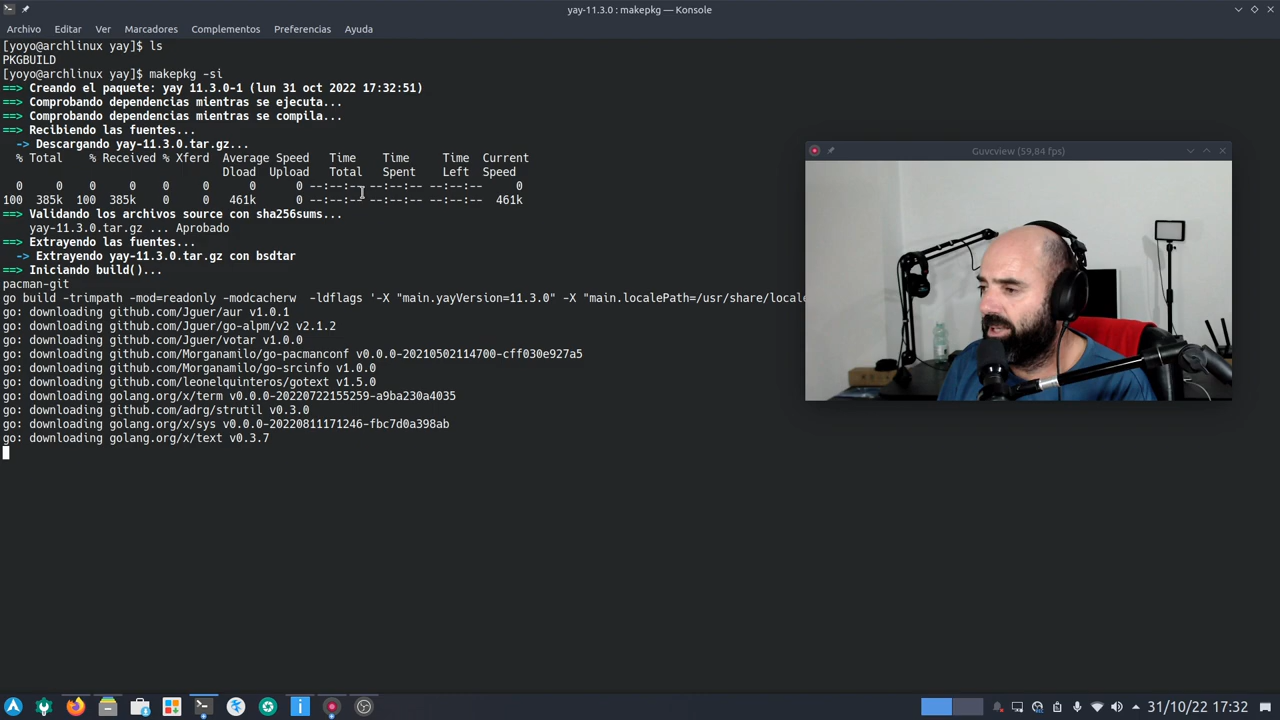 yay-11.3.0 : makepkg — Konsole
Archivo Editar Ver Marcadores Complementos Preferencias Ayuda
[yoyo@archlinux yay]$ ls
PKGBUILD
[yoyo@archlinux yay]$ makepkg -si
==> Creando el paquete: yay 11.3.0-1 (lun 31 oct 2022 17:32:51)
==> Comprobando dependencias mientras se ejecuta...
==> Comprobando dependencias mientras se compila...
==> Recibiendo las fuentes...
-> Descargando yay-11.3.0.tar.gz...
% Total % Received % Xferd Average Speed Time Time Time Current
Dload Upload Total Spent Left Speed
0 0 0 0 0 0 0 0 --:--:-- --:--:-- --:--:-- 0
100 385k 100 385k 0 0 461k 0 --:--:-- --:--:-- --:--:-- 461k
==> Validando los archivos source con sha256sums...
yay-11.3.0.tar.gz ... Aprobado
==> Extrayendo las fuentes...
-> Extrayendo yay-11.3.0.tar.gz con bsdtar
==> Iniciando build()...
pacman-git
go build -trimpath -mod=readonly -modcacherw -ldflags '-X "main.yayVersion=11.3.0" -X "main.localePath=/usr/share/locale
go: downloading github.com/Jguer/aur v1.0.1
go: downloading github.com/Jguer/go-alpm/v2 v2.1.2
go: downloading github.com/Jguer/votar v1.0.0
go: downloading github.com/Morganamilo/go-pacmanconf v0.0.0-20210502114700-cff030e927a5
go: downloading github.com/Morganamilo/go-srcinfo v1.0.0
go: downloading github.com/leonelquinteros/gotext v1.5.0
go: downloading golang.org/x/term v0.0.0-20220722155259-a9ba230a4035
go: downloading github.com/adrg/strutil v0.3.0
go: downloading golang.org/x/sys v0.0.0-20220811171246-fbc7d0a398ab
go: downloading golang.org/x/text v0.3.7
Guvcview (59,84 fps)
31/10/22 17:32